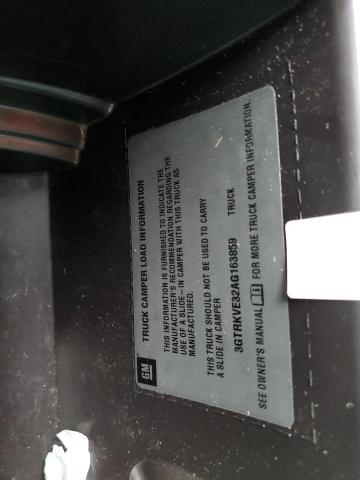 GM
TRUCK CAMPER LOAD INFORMATION
THIS INFORMATION IS FURNISHED TO INDICATE THE
MANUFACTURER'S RECOMMENDATION REGARDING THE
USE OF A SLIDE- IN CAMPER WITH THIS TRUCK AS
MANUFACTURED.
THIS TRUCK SHOULD NOT BE USED TO CARRY
A SLIDE IN CAMPER
3GTRKVE32AG163859 TRUCK
SEE OWNER'S MANUAL FOR MORE TRUCK CAMPER INFORMATION.